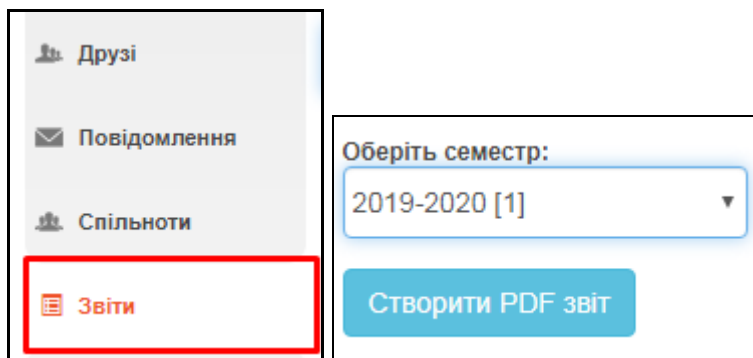 Друзі
Повідомлення
Спільноти
Звіти
Оберіть семестр:
2019-2020 [1]
Створити PDF звіт